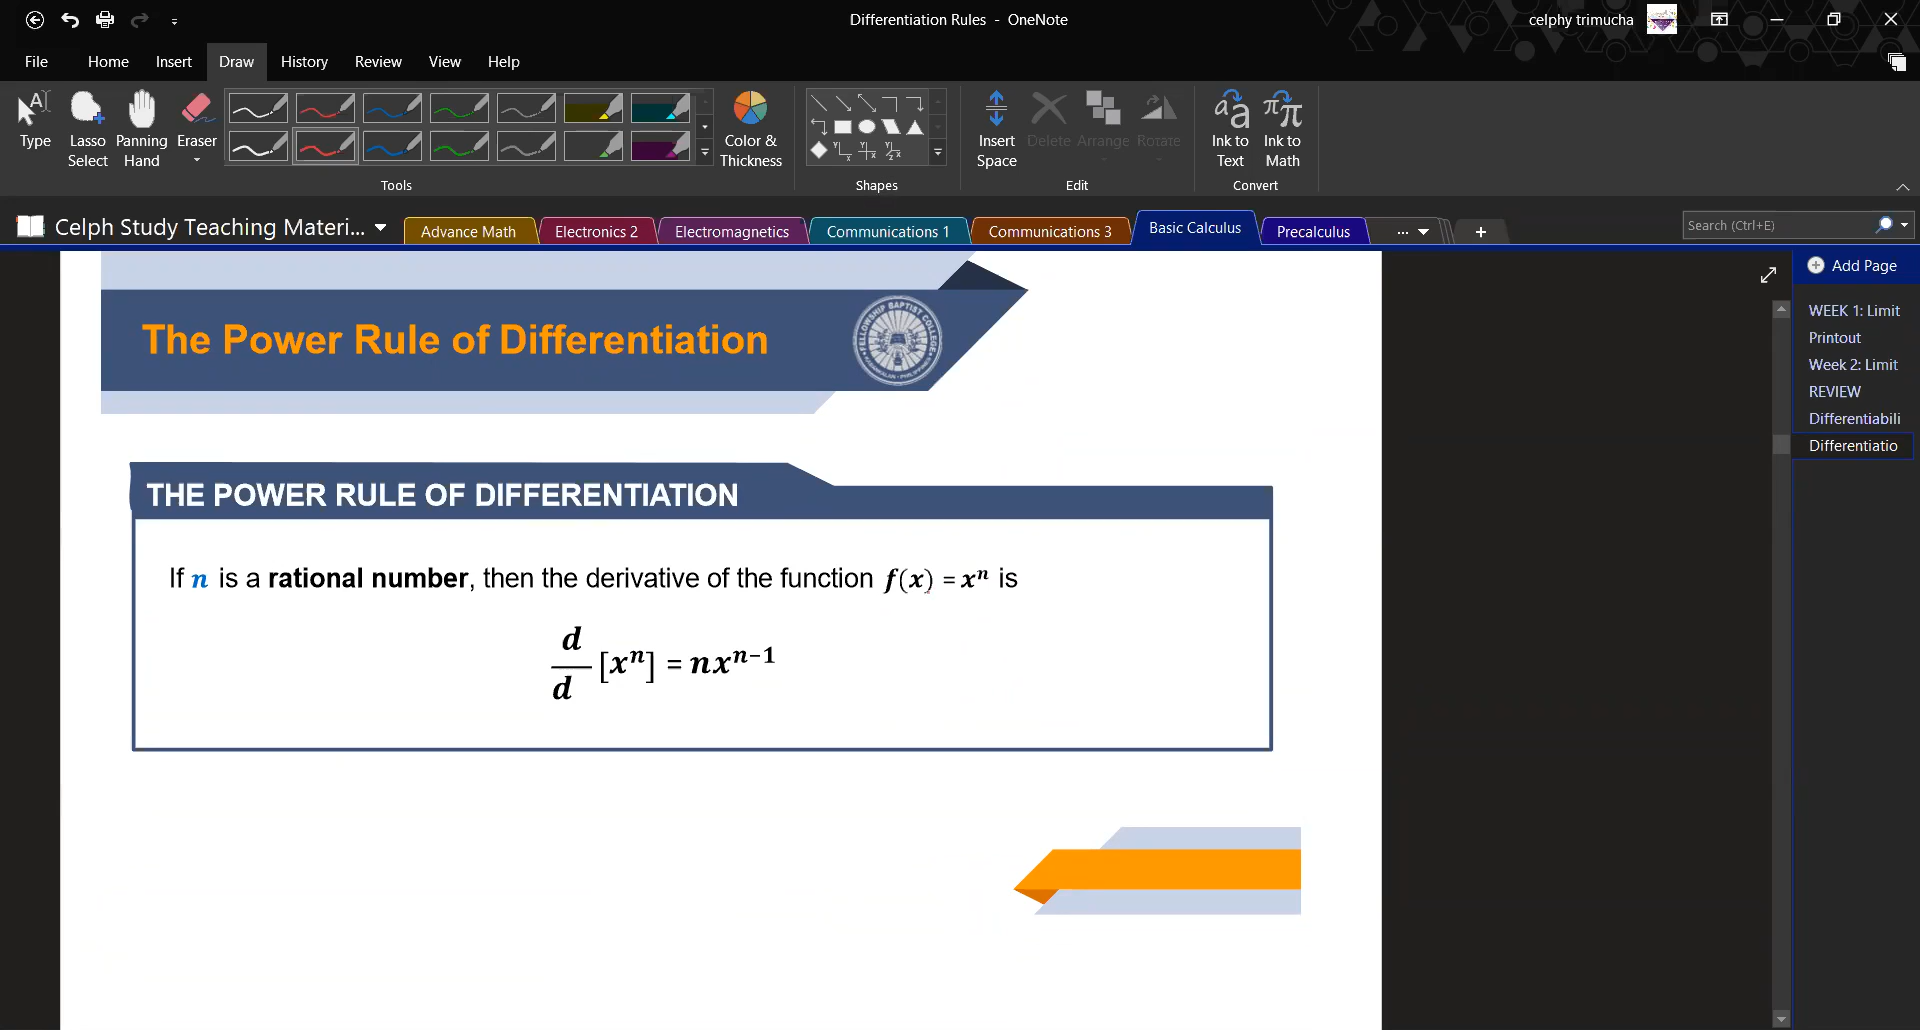 Differentiation Rules - OneNote
celphy trimucha
File Home Insert Draw History Review View Help
Type
Lasso Select
Panning Hand
Eraser
Color & Thickness
Insert Space
Delete
Arrange
Rotate
Ink to Text
Ink to Math
Tools
Shapes
Edit
Convert
Celph Study Teaching Materi...
Advance Math
Electronics 2
Electromagnetics
Communications 1
Communications 3
Basic Calculus
Precalculus
...
Search (Ctrl+E)
Add Page
WEEK 1: Limit
Printout
Week 2: Limit
REVIEW
Differentiabili
Differentiatio
The Power Rule of Differentiation
FELLOWSHIP BAPTIST COLLEGE
THE POWER RULE OF DIFFERENTIATION
If n is a rational number, then the derivative of the function f(x) = xⁿ is
d/d [xⁿ] = nxⁿ⁻¹